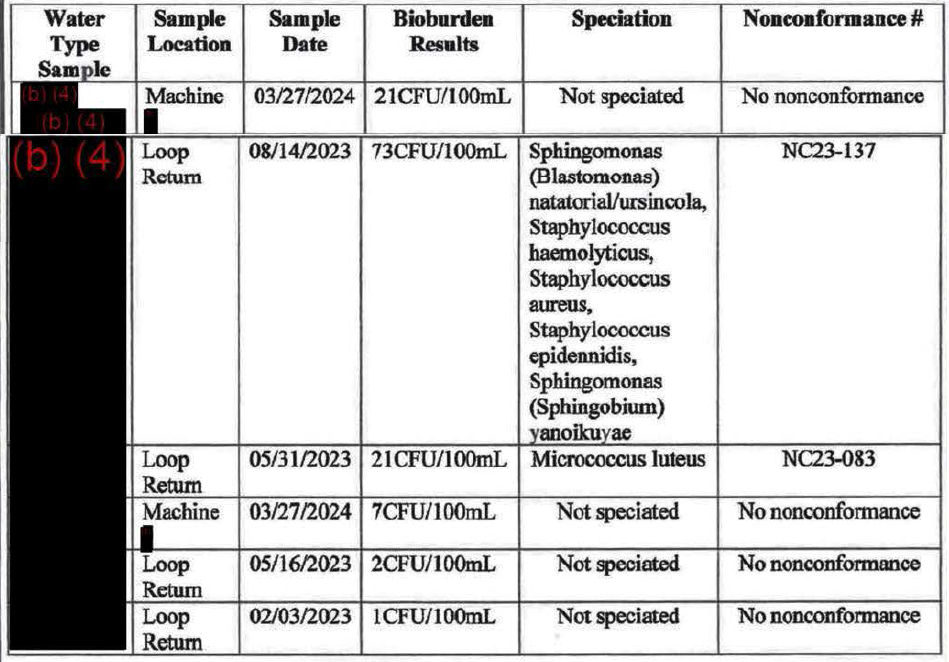 Water Type Sample | Sample Location | Sample Date | Bioburden Results | Speciation | Nonconformance #
(b) (4) (b) (4) | Machine | 03/27/2024 | 21CFU/100mL | Not speciated | No nonconformance
(b) (4) | Loop Return | 08/14/2023 | 73CFU/100mL | Sphingomonas (Blastomonas) natatorial/ursincola, Staphylococcus haemolyticus, Staphylococcus aureus, Staphylococcus epidennidis, Sphingomonas (Sphingobium) yanoikuyae | NC23-137
Loop Return | 05/31/2023 | 21CFU/100mL | Micrococcus luteus | NC23-083
Machine | 03/27/2024 | 7CFU/100mL | Not speciated | No nonconformance
Loop Return | 05/16/2023 | 2CFU/100mL | Not speciated | No nonconformance
Loop Return | 02/03/2023 | 1CFU/100mL | Not speciated | No nonconformance